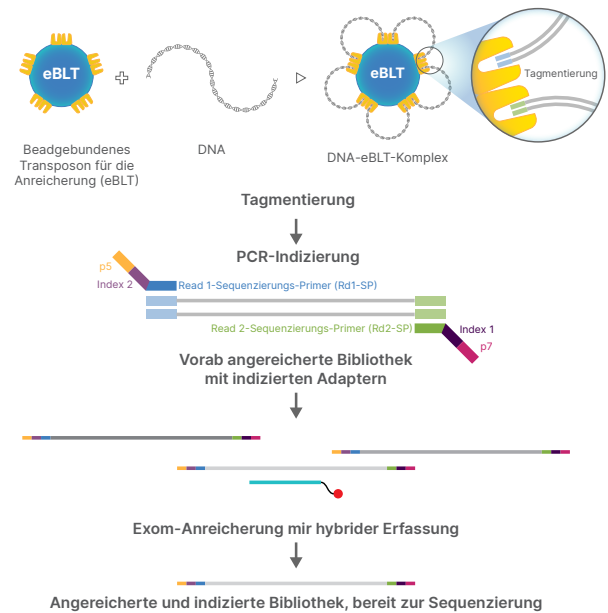 eBLT
eBLT
Tagmentierung
Beadgebundenes
Transposon für die
Anreicherung (eBLT)
DNA
DNA-eBLT-Komplex
Tagmentierung
PCR-Indizierung
p5
Index 2
Read 1-Sequenzierungs-Primer (Rd1-SP)
Read 2-Sequenzierungs-Primer (Rd2-SP)
Index 1
p7
Vorab angereicherte Bibliothek
mit indizierten Adaptern
Exom-Anreicherung mir hybrider Erfassung
Angereicherte und indizierte Bibliothek, bereit zur Sequenzierung